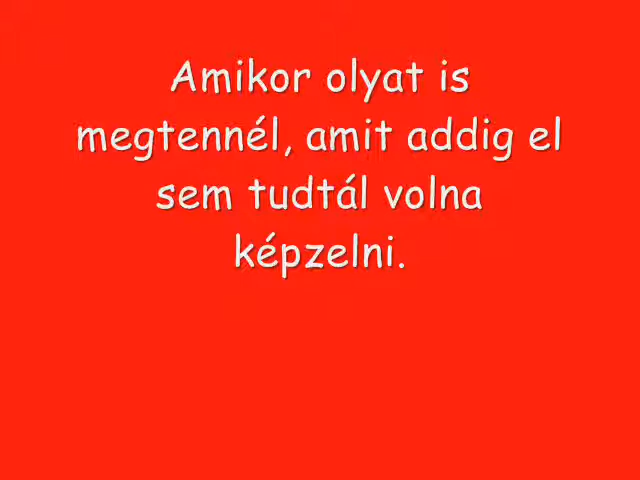 Amikor olyat is
megtennél, amit addig el
sem tudtál volna
képzelni.